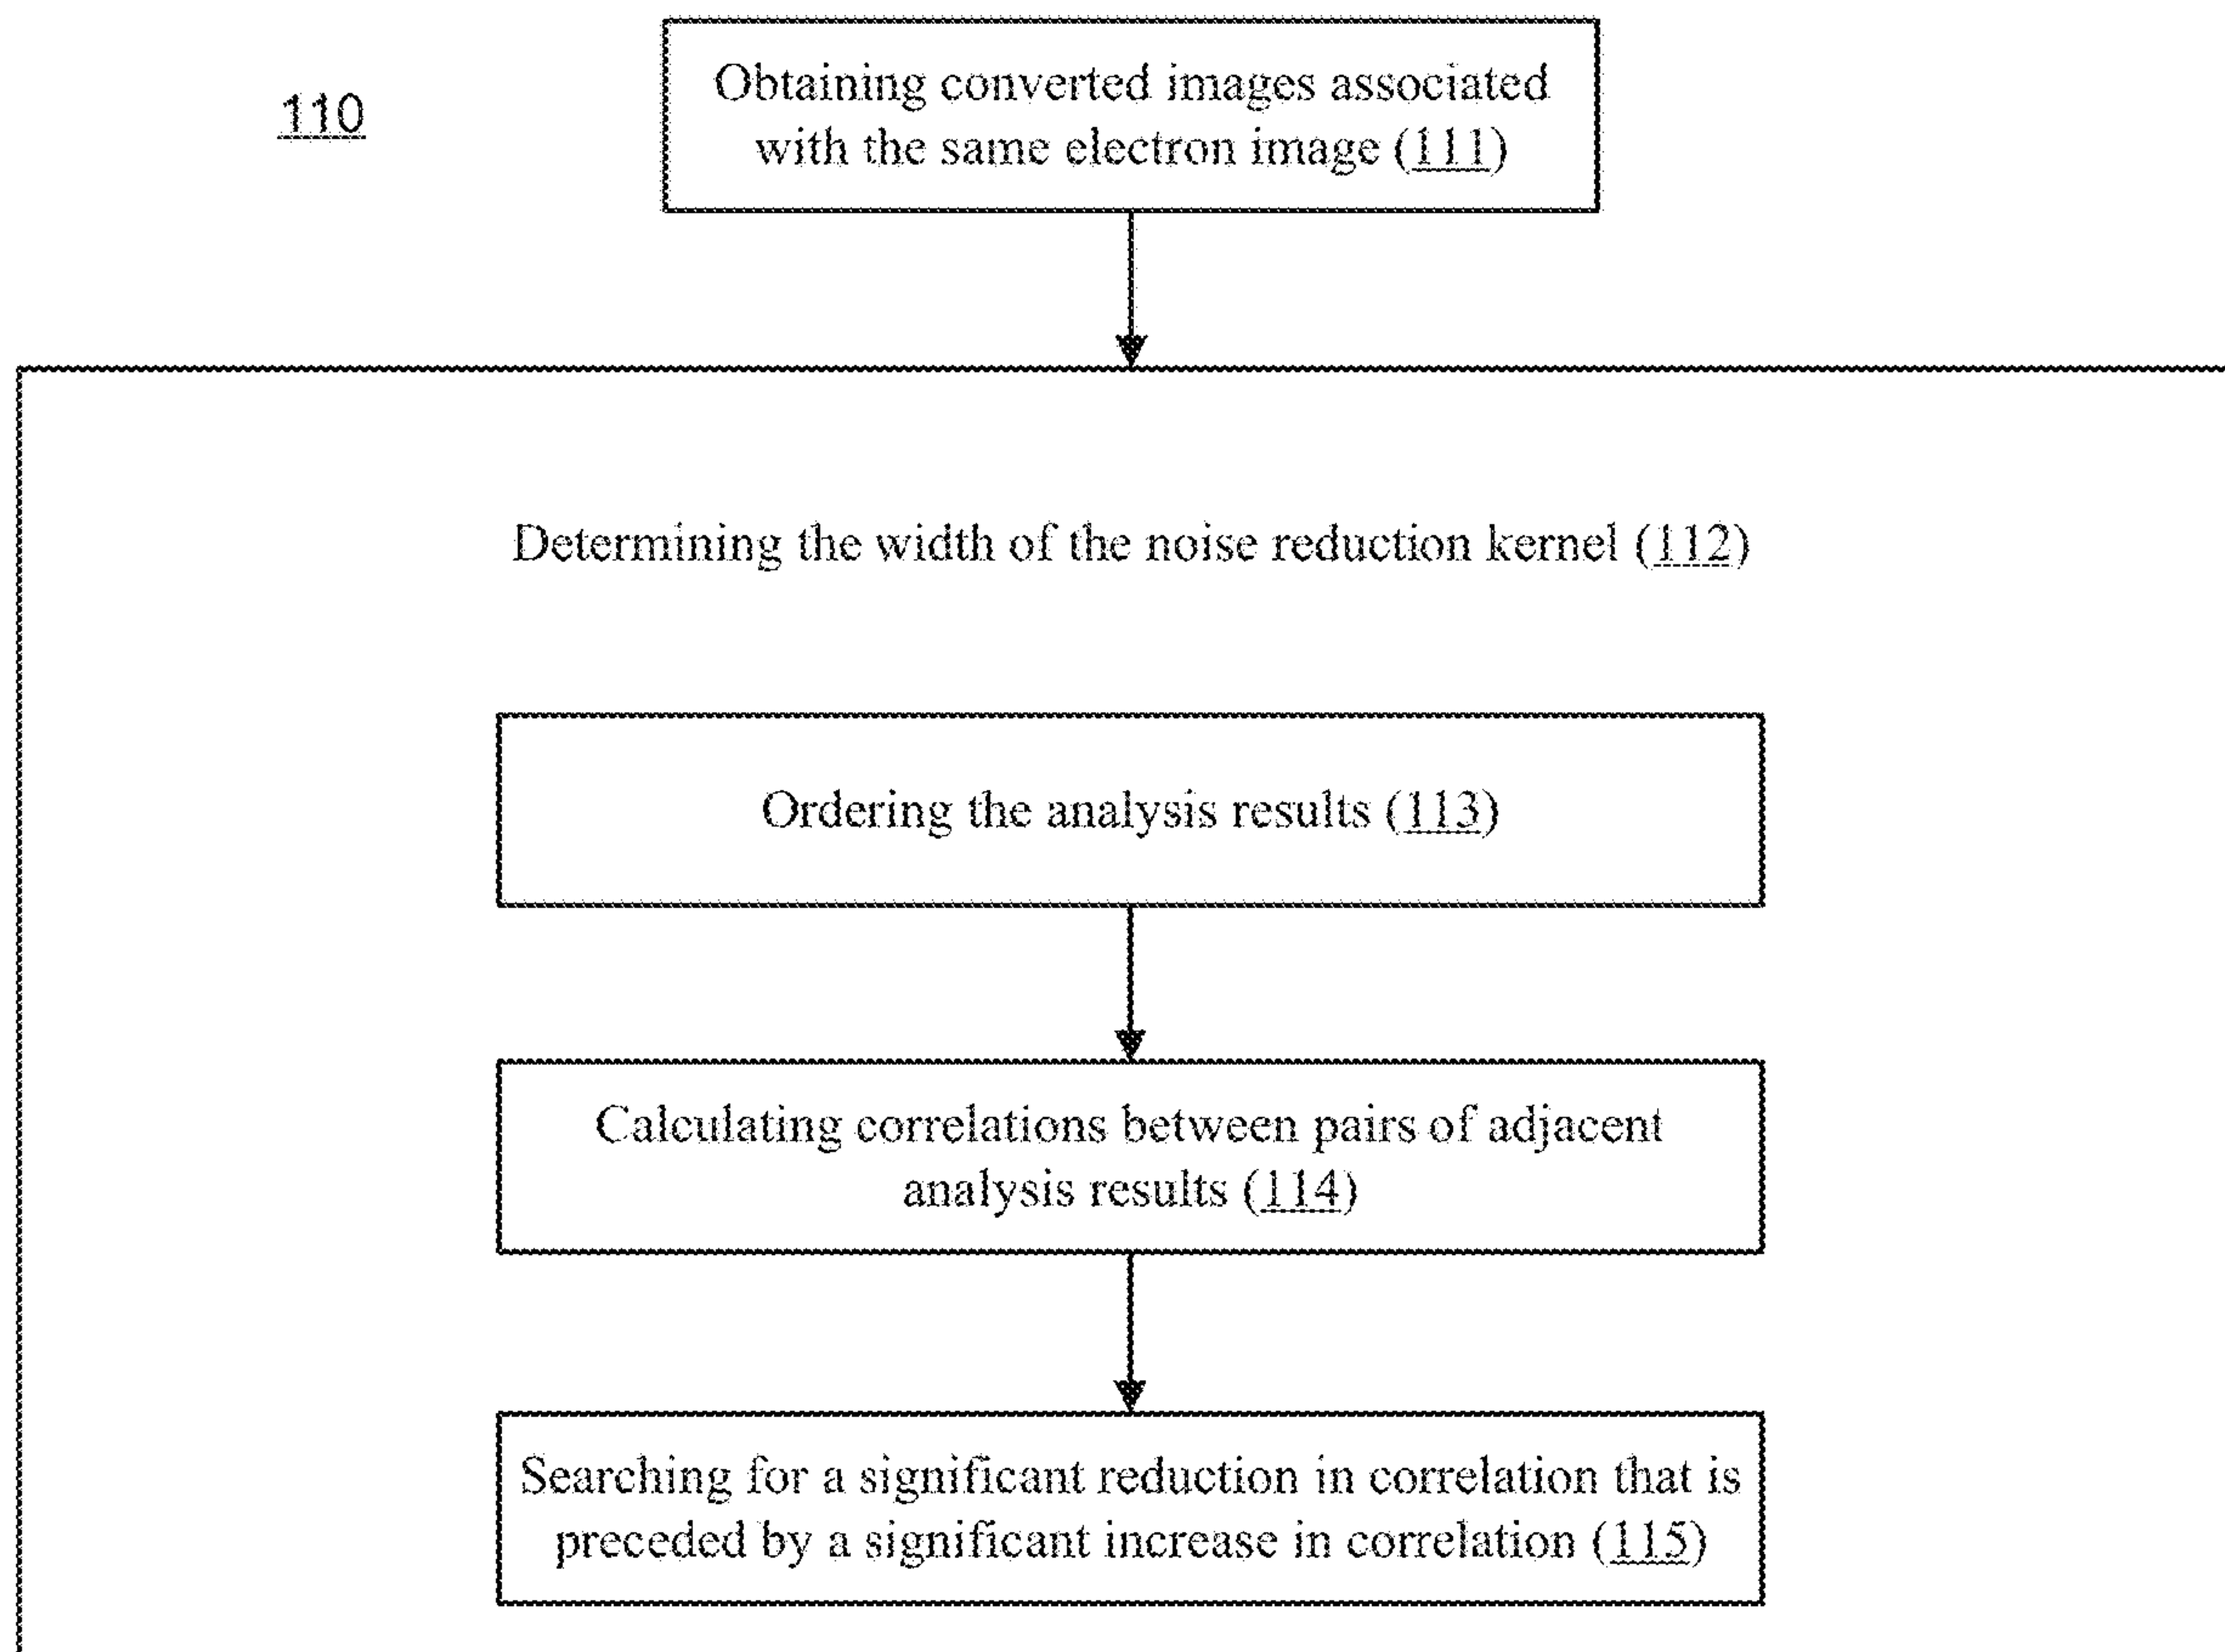 110
Obtaining converted images associated
with the same electron image (111)
Determining the width of the noise reduction kernel (112)
Ordering the analysis results (113)
Calculating correlations between pairs of adjacent
analysis results (114)
Searching for a significant reduction in correlation that is
preceded by a significant increase in correlation (115)